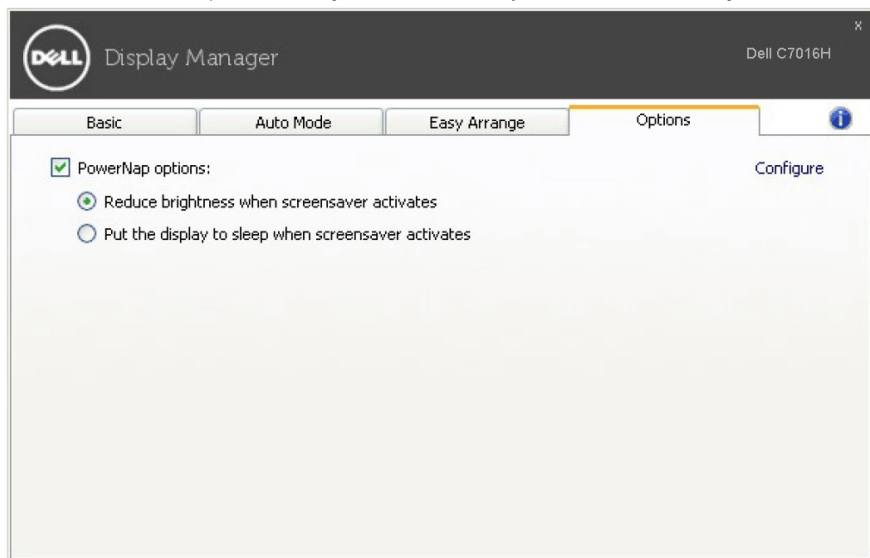 DELL Display Manager
x
Dell C7016H
Basic Auto Mode Easy Arrange Options i
PowerNap options: Configure
Reduce brightness when screensaver activates
Put the display to sleep when screensaver activates